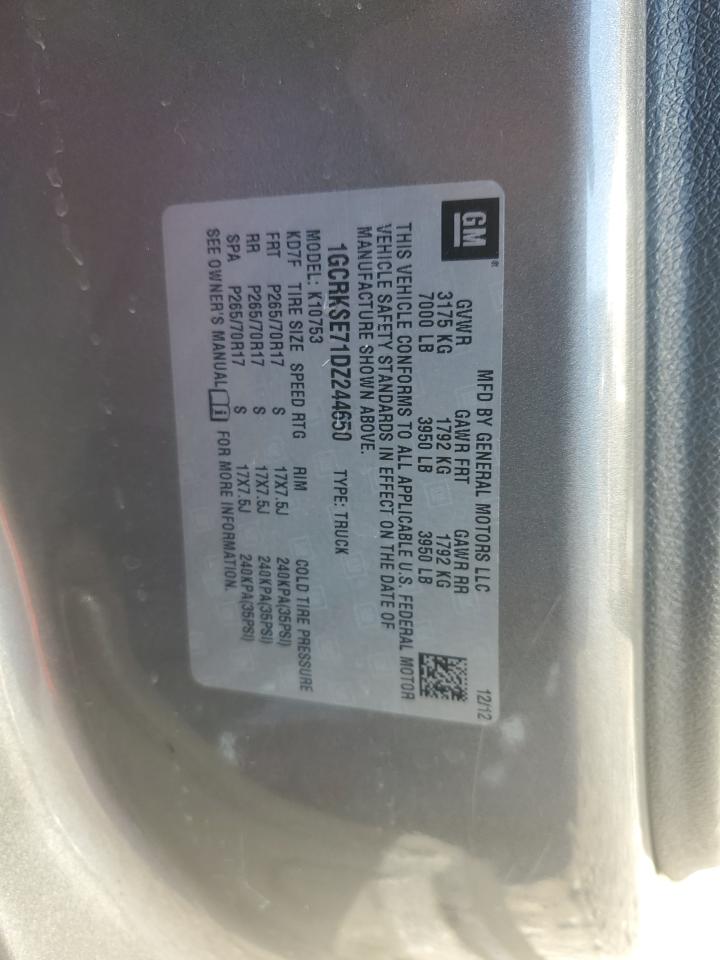 GM®
MFD BY GENERAL MOTORS LLC 12/12
GVWR GAWR FRT GAWR RR
3175 KG 1792 KG 1792 KG
7000 LB 3950 LB 3950 LB
THIS VEHICLE CONFORMS TO ALL APPLICABLE U.S. FEDERAL MOTOR
VEHICLE SAFETY STANDARDS IN EFFECT ON THE DATE OF
MANUFACTURE SHOWN ABOVE.
1GCRKSE71DZ244650 TYPE: TRUCK
MODEL: K10753
KD7F TIRE SIZE SPEED RTG RIM COLD TIRE PRESSURE
FRT P265/70R17 S 17X7.5J 240KPA(35PSI)
RR P265/70R17 S 17X7.5J 240KPA(35PSI)
SPA P265/70R17 S 17X7.5J 240KPA(35PSI)
SEE OWNER'S MANUAL FOR MORE INFORMATION.